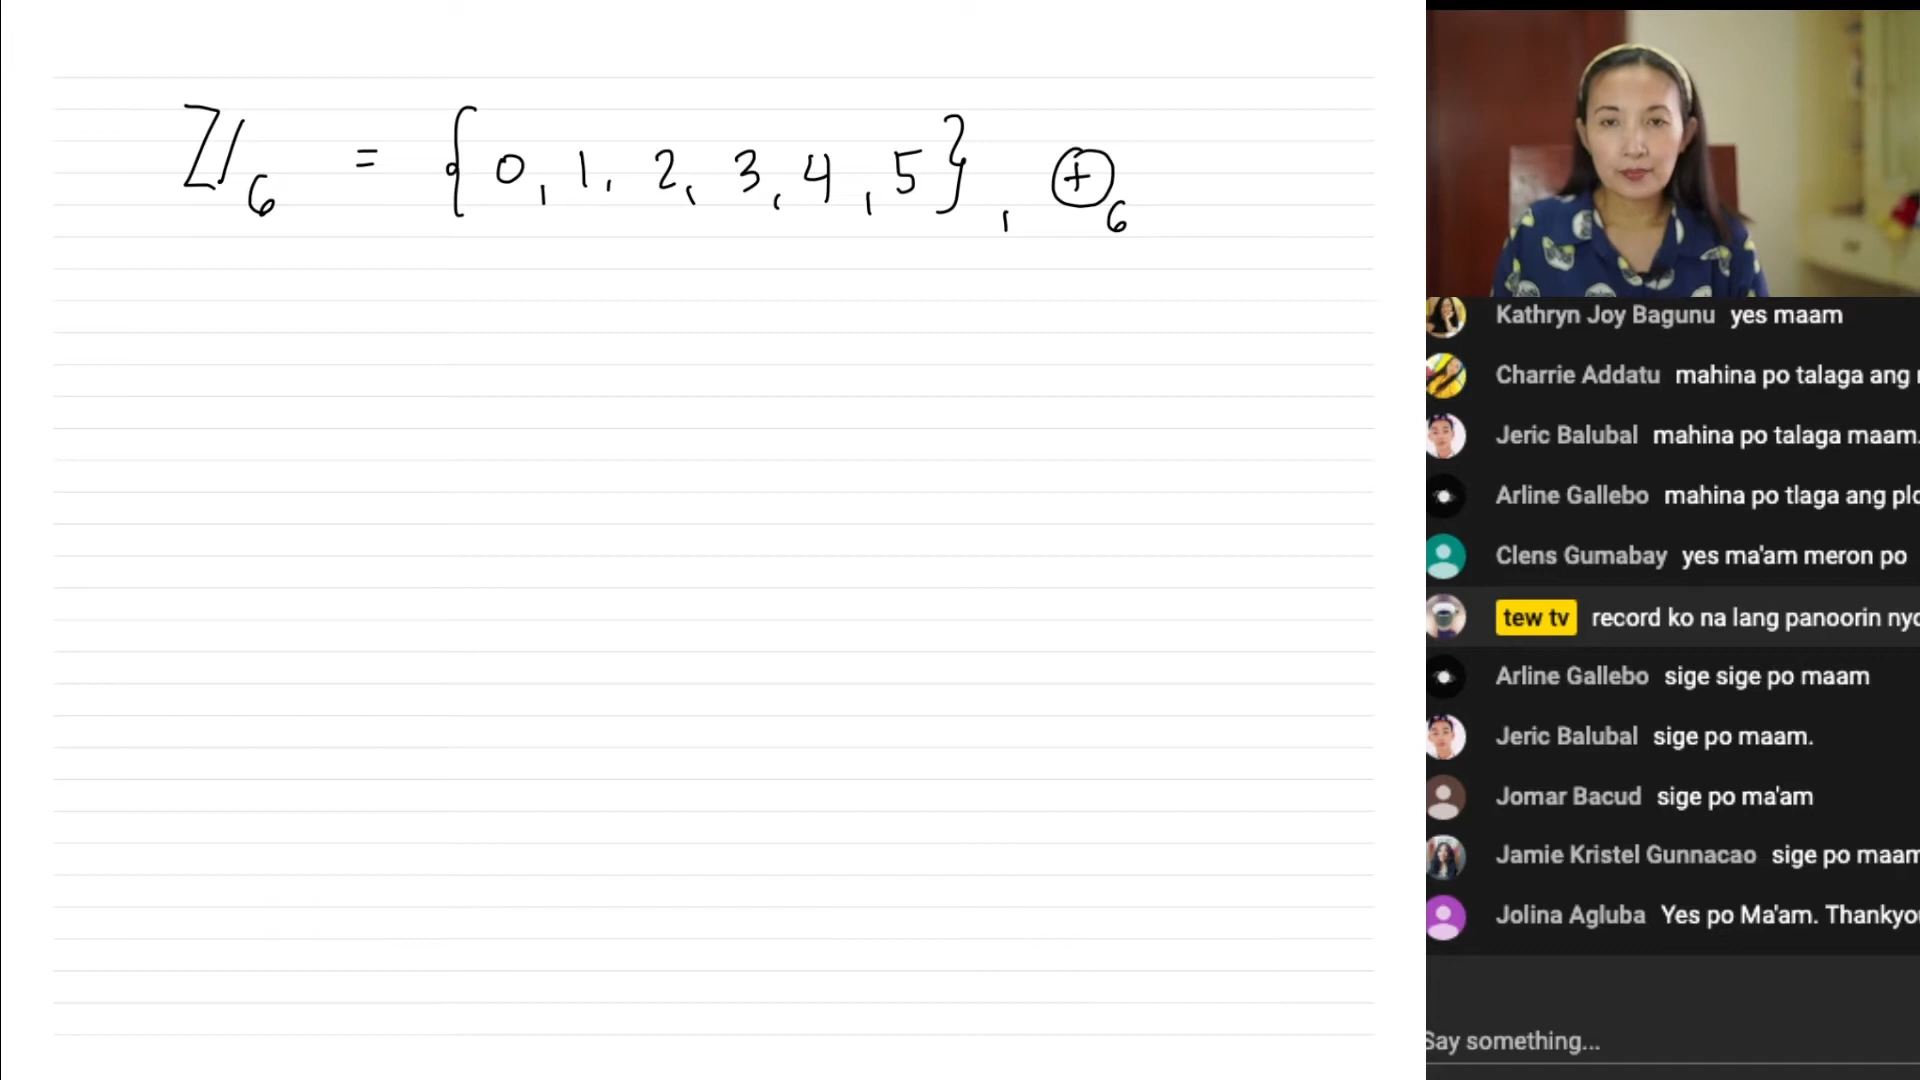 ℤ₆ = {0, 1, 2, 3, 4, 5}, ⊕₆
Kathryn Joy Bagunu yes maam
Charrie Addatu mahina po talaga ang
Jeric Balubal mahina po talaga maam.
Arline Gallebo mahina po tlaga ang
Clens Gumabay yes ma'am meron po
tew tv record ko na lang panoorin
Arline Gallebo sige sige po maam
Jeric Balubal sige po maam.
Jomar Bacud sige po ma'am
Jamie Kristel Gunnacao sige po maam
Jolina Agluba Yes po Ma'am.
Say something...